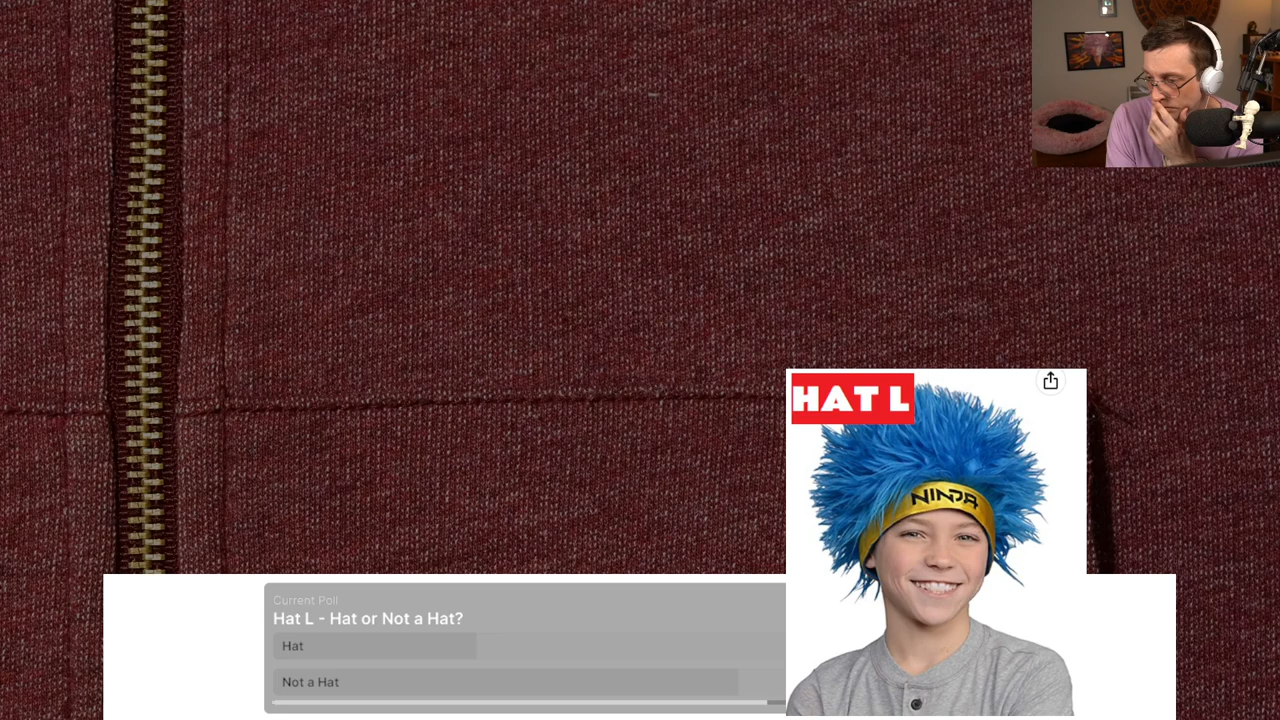 HAT L
NINJA
Current Poll
Hat L - Hat or Not a Hat?
Hat
Not a Hat